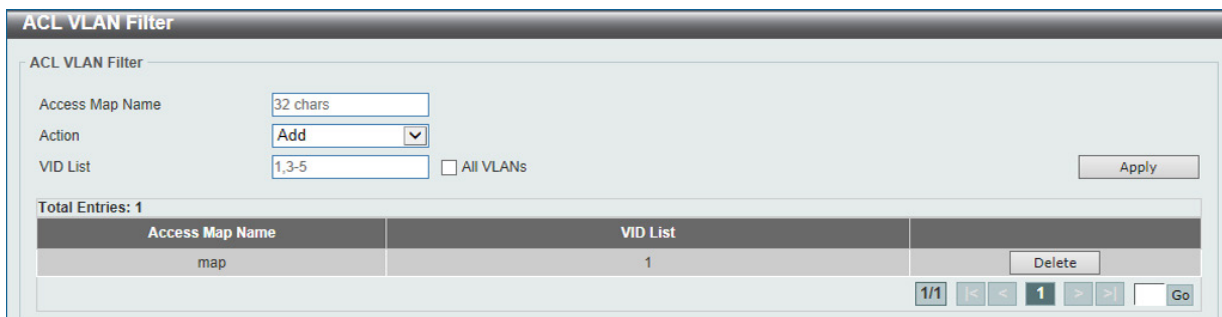 ACL VLAN Filter
ACL VLAN Filter
Access Map Name 32 chars
Action Add
VID List 1,3-5 All VLANs Apply
Total Entries: 1
Access Map Name VID List
map 1 Delete
1/1 |< < 1 > >| Go